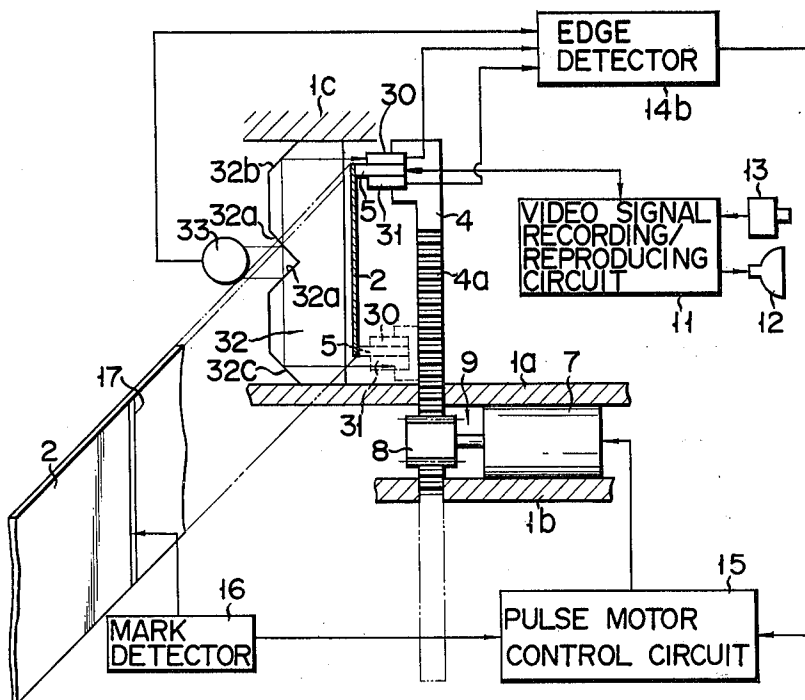 EDGE
DETECTOR
14b
1c
30
32b
5
31
4
13
VIDEO SIGNAL
RECORDING/
REPRODUCING
CIRCUIT
11
12
32a
33
32a
2
4a
32
30
5
32c
31
17
1a
9
7
8
2
1b
16
MARK
DETECTOR
15
PULSE MOTOR
CONTROL CIRCUIT